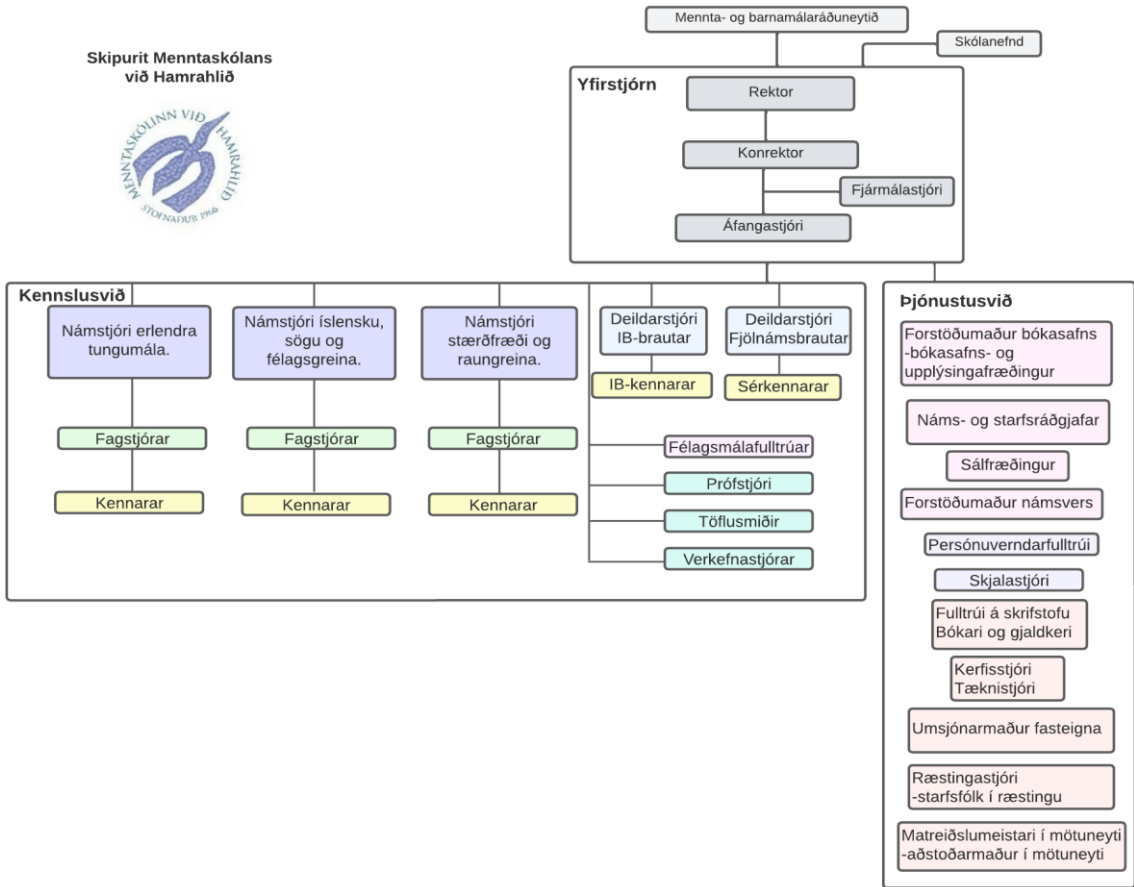 Skipurit Menntaskólans
við Hamrahlíð
MENNTASKÓLINN VIÐ HAMRAHLÍÐ
STOFNAÐUR 1966
Mennta- og barnamálaráðuneytið
Skólanefnd
Yfirstjórn
Rektor
Konrektor
Fjármálastjóri
Áfangastjóri
Kennslusvið
Námstjóri erlendra
tungumála.
Fagstjórar
Kennarar
Námstjóri íslensku,
sögu og
félagsgreina.
Fagstjórar
Kennarar
Námstjóri
stærðfræði og
raungreina.
Fagstjórar
Kennarar
Deildarstjóri
IB-brautar
IB-kennarar
Deildarstjóri
Fjölnámsbrautar
Sérkennarar
Félagsmálafulltrúar
Prófstjóri
Töflusmiðir
Verkefnastjórar
Þjónustusvið
Forstöðumaður bókasafns
-bókasafns- og
upplýsingafræðingur
Náms- og starfsráðgjafar
Sálfræðingur
Forstöðumaður námsvers
Persónuverndarfulltrúi
Skjalastjóri
Fulltrúi á skrifstofu
Bókari og gjaldkeri
Kerfisstjóri
Tæknistjóri
Umsjónarmaður fasteigna
Ræstingastjóri
-starfsfólk í ræstingu
Matreiðslumeistari í mötuneyti
-aðstoðarmaður í mötuneyti